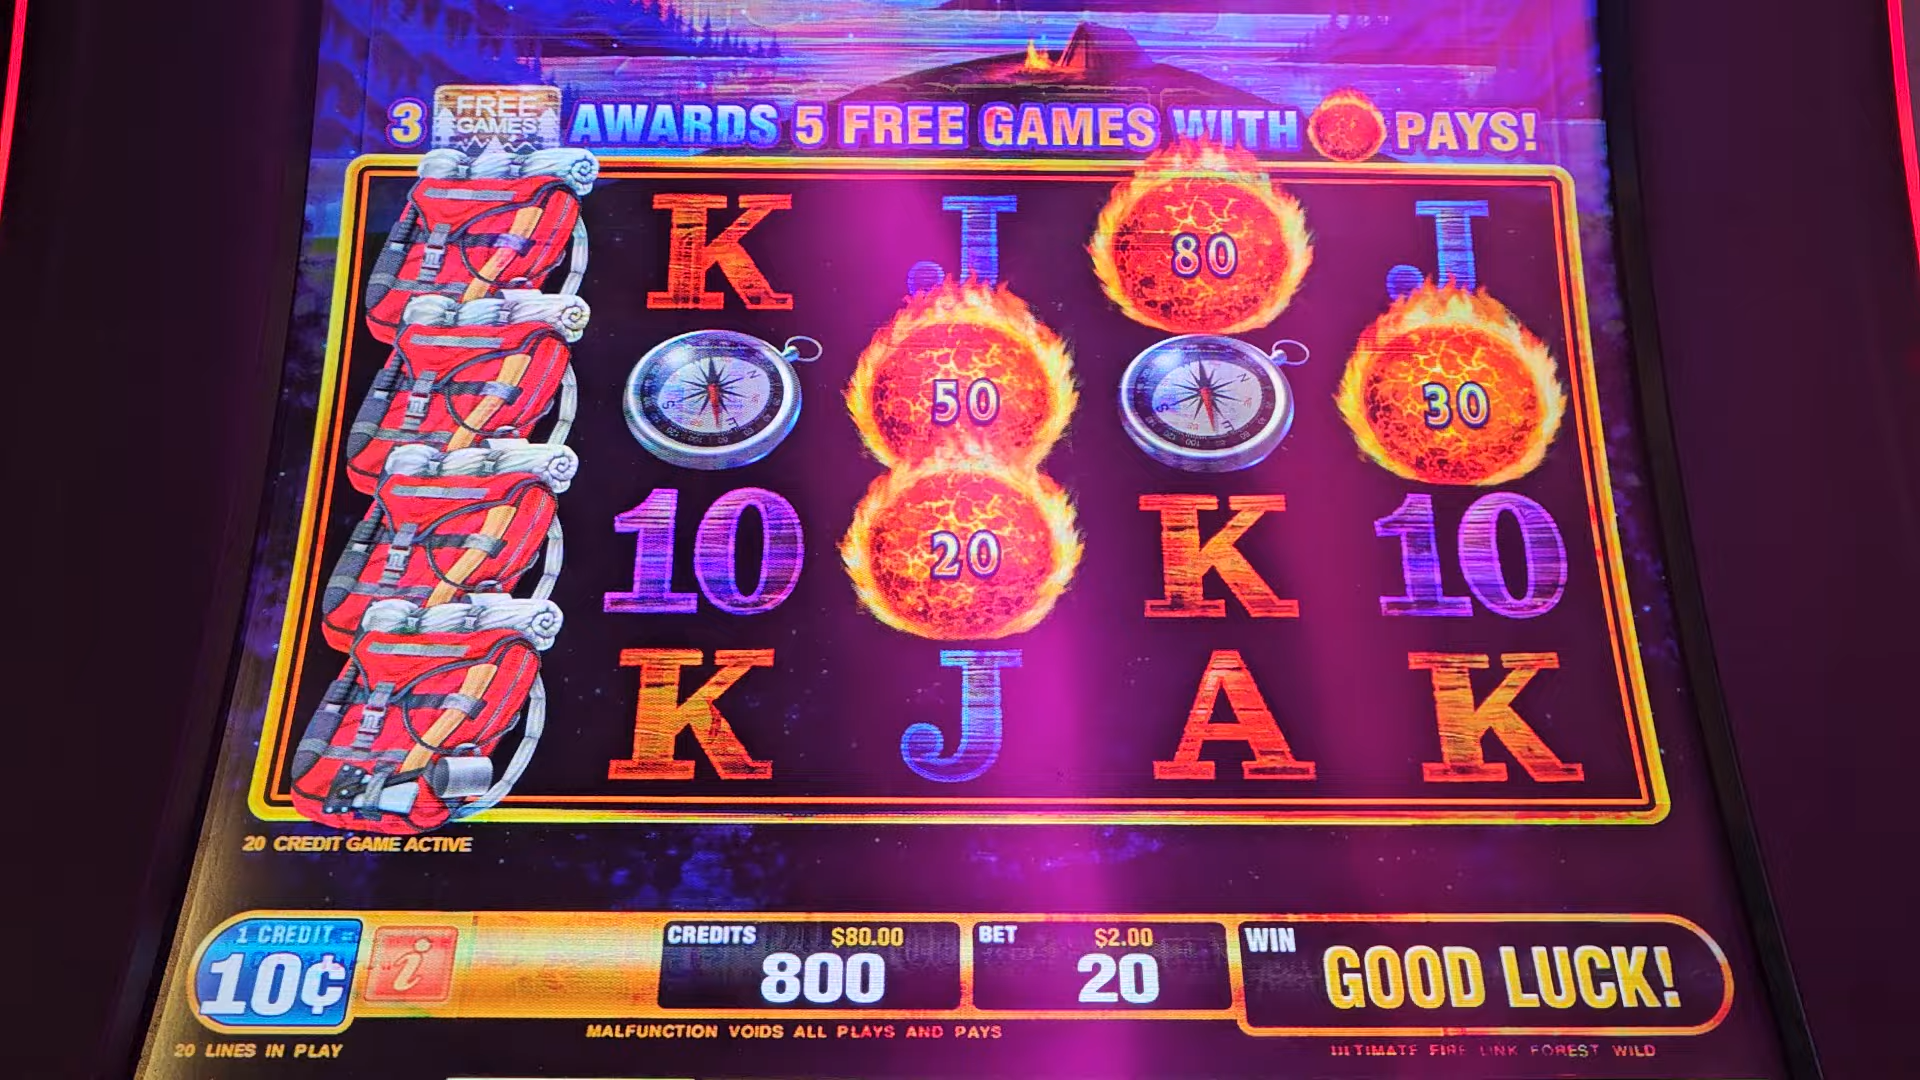 3 FREE GAMES AWARDS 5 FREE GAMES WITH PAYS!
K J 80 J
50 30
10 20 K 10
K J A K
20 CREDIT GAME ACTIVE
1 CREDIT =
10¢
i
CREDITS $80.00
800
BET $2.00
20
WIN GOOD LUCK!
MALFUNCTION VOIDS ALL PLAYS AND PAYS
20 LINES IN PLAY
ULTIMATE FIRE LINK FOREST WILD